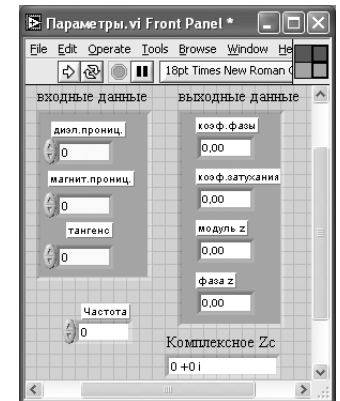 Параметры.vi Front Panel *
File Edit Operate Tools Browse Window He
18pt Times New Roman
входные данные выходные данные
диэл.прониц. коэф.фазы
0 0,00
магнит.прониц. коэф.затухания
0 0,00
тангенс модуль z
0 0,00
фаза z
Частота 0,00
0
Комплексное Zc
0 +0 i